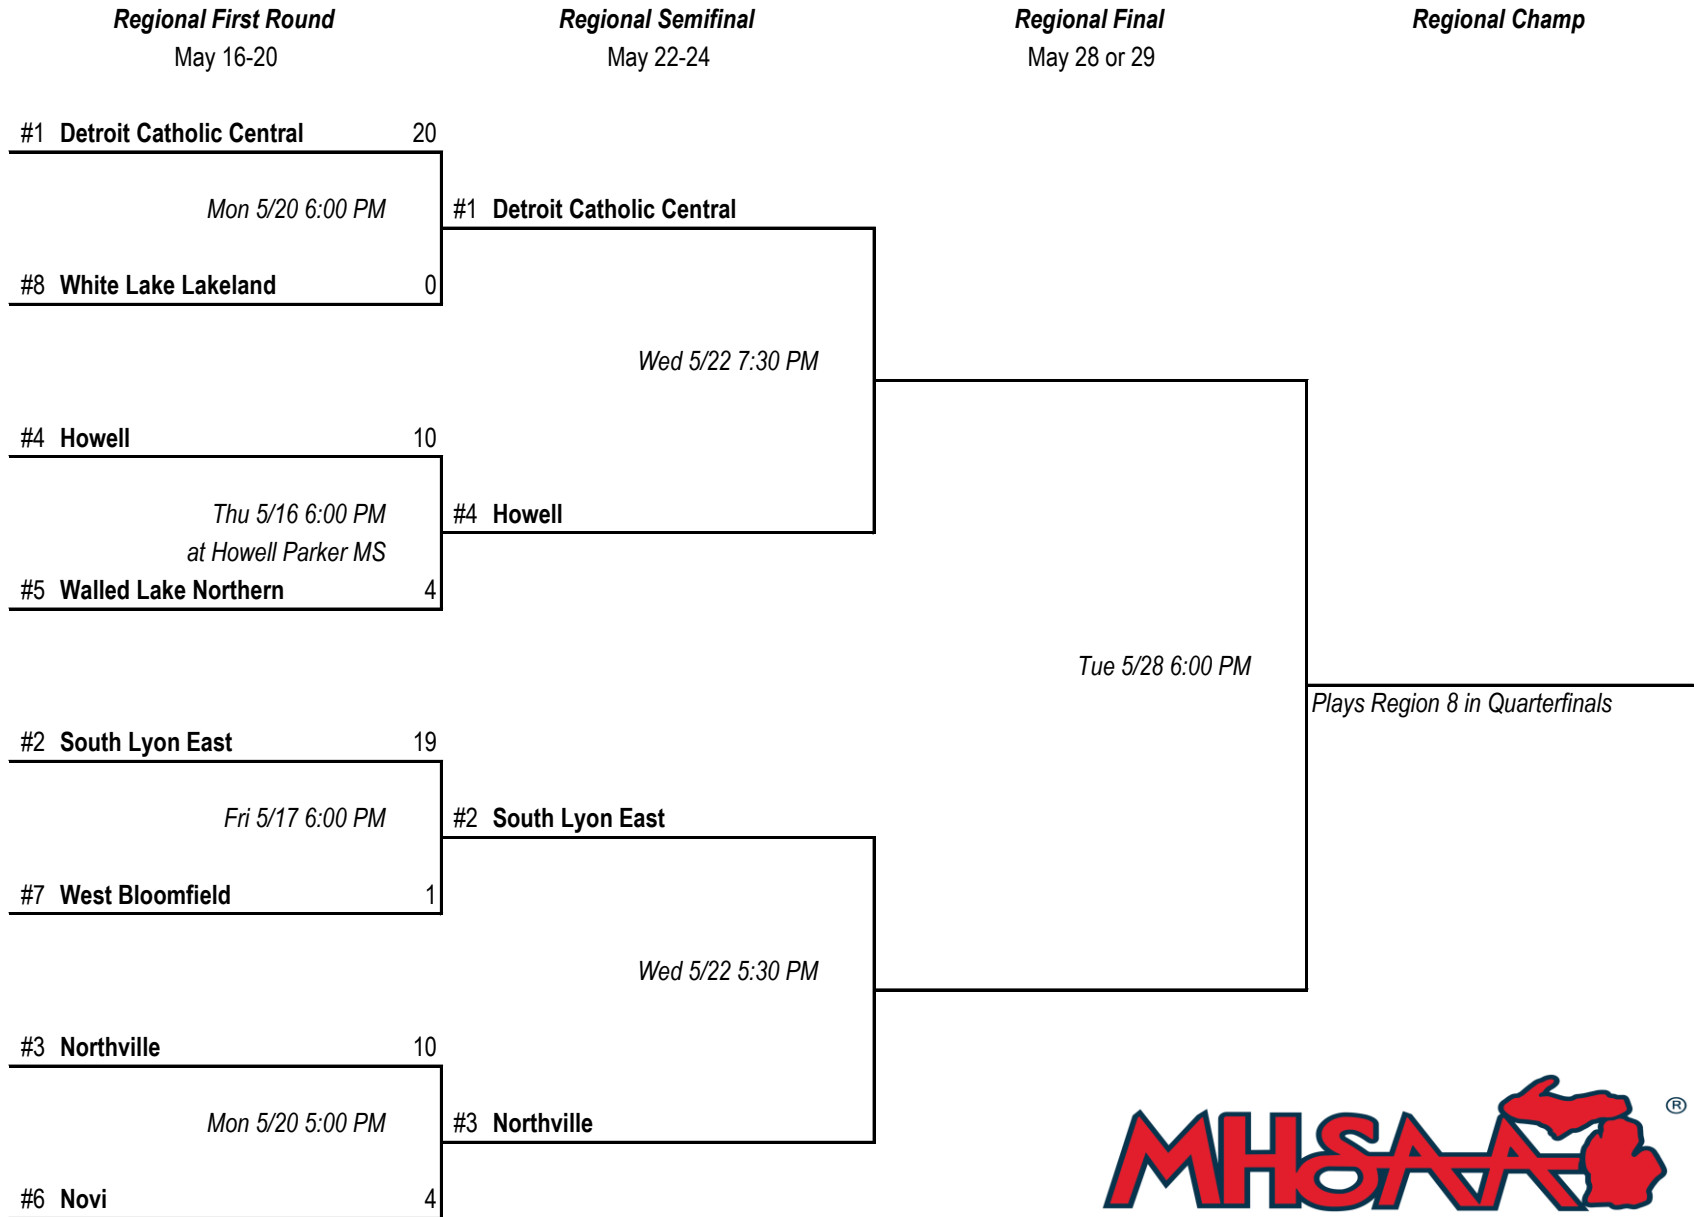 Regional First Round Regional Semifinal Regional Final Regional Champ
May 16-20 May 22-24 May 28 or 29
#1 Detroit Catholic Central 20
Mon 5/20 6:00 PM #1 Detroit Catholic Central
#8 White Lake Lakeland 0
Wed 5/22 7:30 PM
#4 Howell 10
Thu 5/16 6:00 PM #4 Howell
at Howell Parker MS
#5 Walled Lake Northern 4
Tue 5/28 6:00 PM
Plays Region 8 in Quarterfinals
#2 South Lyon East 19
Fri 5/17 6:00 PM #2 South Lyon East
#7 West Bloomfield 1
Wed 5/22 5:30 PM
#3 Northville 10
Mon 5/20 5:00 PM #3 Northville
MHSAA ®
#6 Novi 4